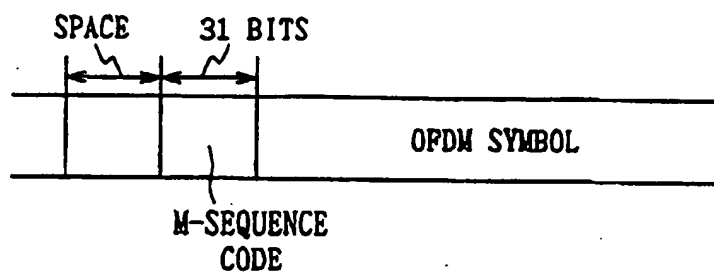 SPACE
31 BITS
OFDM SYMBOL
M-SEQUENCE
CODE